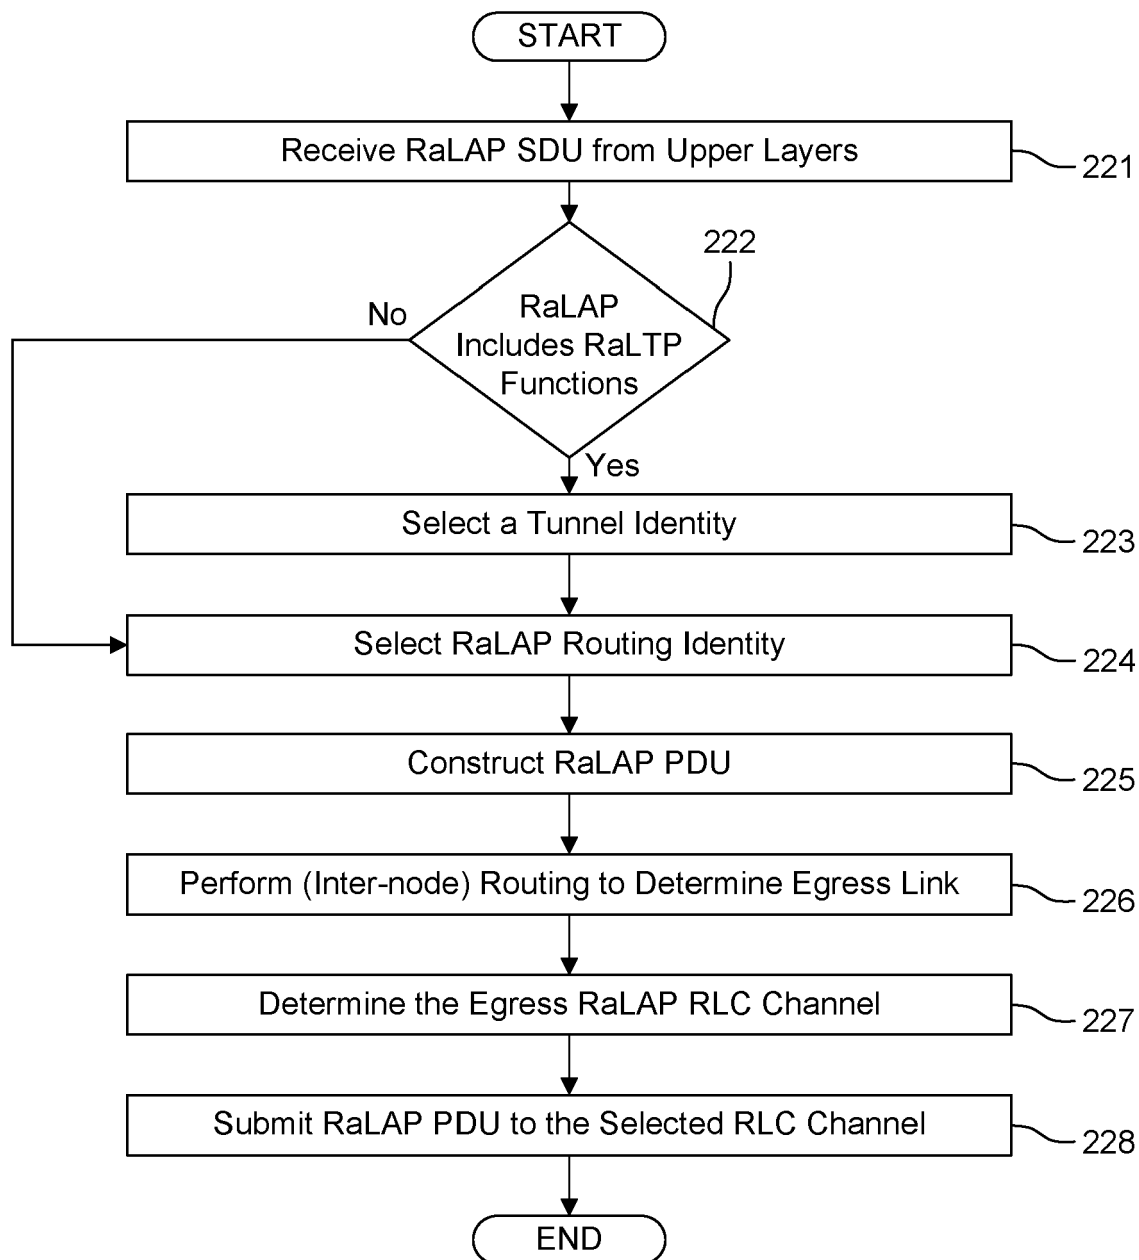 START
Receive RaLAP SDU from Upper Layers
221
222
RaLAP
Includes RaLTP
Functions
No
Yes
Select a Tunnel Identity
223
Select RaLAP Routing Identity
224
Construct RaLAP PDU
225
Perform (Inter-node) Routing to Determine Egress Link
226
Determine the Egress RaLAP RLC Channel
227
Submit RaLAP PDU to the Selected RLC Channel
228
END